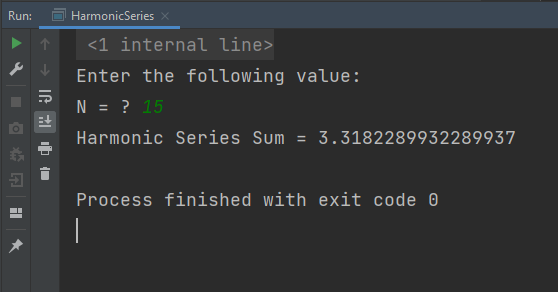 Run: HarmonicSeries
<1 internal line>
Enter the following value:
N = ? 15
Harmonic Series Sum = 3.3182289932289937
Process finished with exit code 0